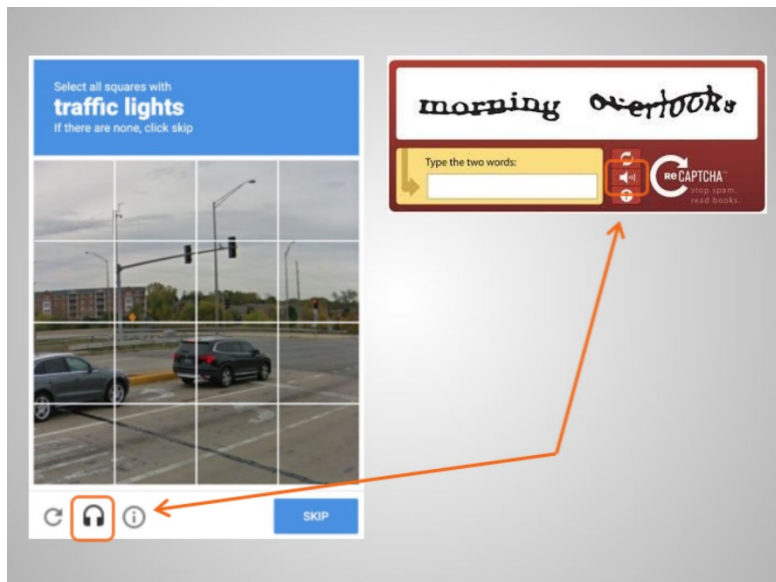 Select all squares with
traffic lights
If there are none, click skip
SKIP
morning overlooks
Type the two words:
reCAPTCHA™
stop spam.
read books.